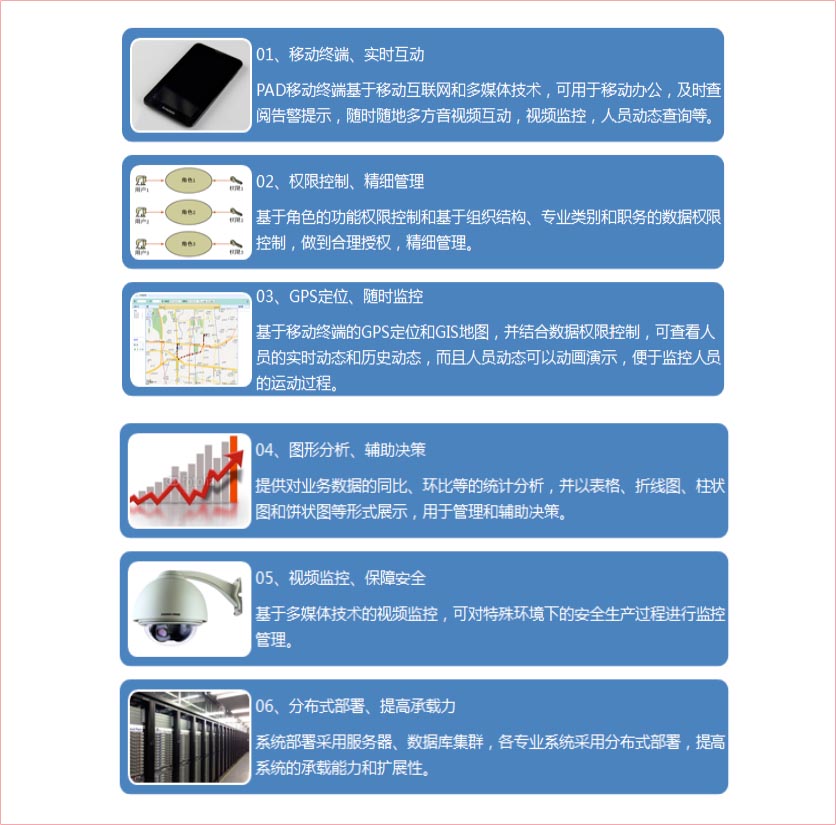 01、移动终端、实时互动
PAD移动终端基于移动互联网和多媒体技术，可用于移动办公，及时查
阅告警提示，随时随地多方音视频互动，视频监控，人员动态查询等。
用户1
角色1
权限1
02、权限控制、精细管理
用户2
角色2
权限2
基于角色的功能权限控制和基于组织结构、专业类别和职务的数据权限
控制，做到合理授权，精细管理。
用户3
角色3
权限3
03、GPS定位、随时监控
基于移动终端的GPS定位和GIS地图，并结合数据权限控制，可查看人
员的实时动态和历史动态，而且人员动态可以动画演示，便于监控人员
的运动过程。
04、图形分析、辅助决策
提供对业务数据的同比、环比等的统计分析，并以表格、折线图、柱状
图和饼状图等形式展示，用于管理和辅助决策。
05、视频监控、保障安全
基于多媒体技术的视频监控，可对特殊环境下的安全生产过程进行监控
管理。
06、分布式部署、提高承载力
系统部署采用服务器、数据库集群，各专业系统采用分布式部署，提高
系统的承载能力和扩展性。